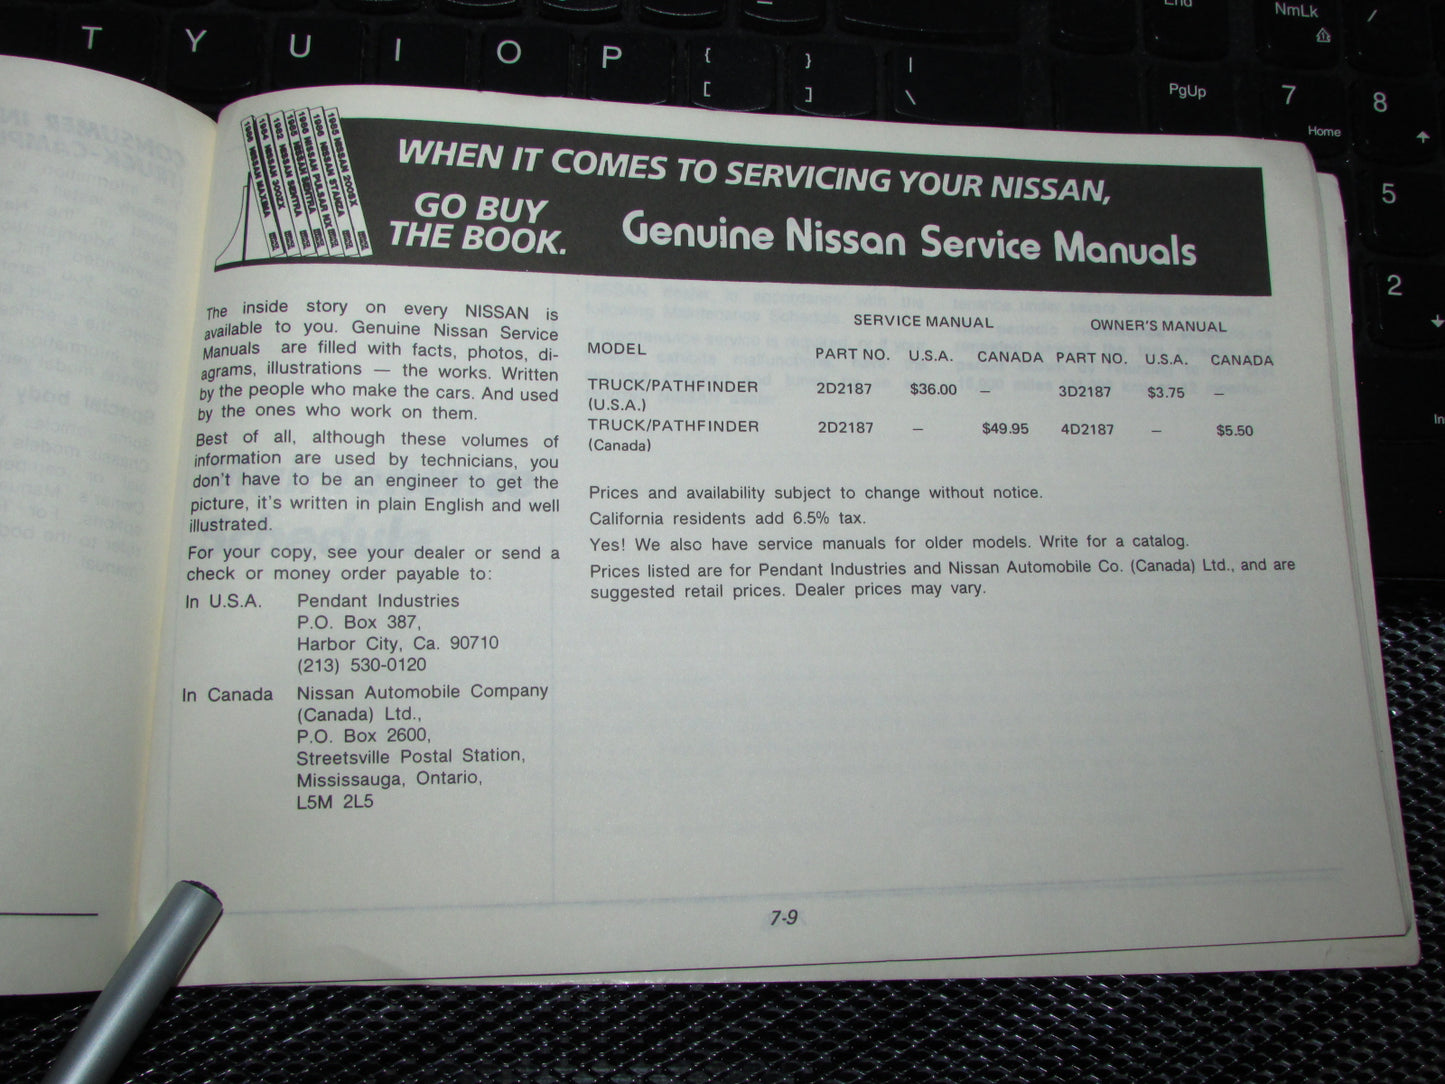 T Y U I O P { [ } ] | \
End
NmLk
/
PgUp
7
Home
8
5
2
In
WHEN IT COMES TO SERVICING YOUR NISSAN,
GO BUY
THE BOOK.
Genuine Nissan Service Manuals
The inside story on every NISSAN is
available to you. Genuine Nissan Service
Manuals are filled with facts, photos, di-
agrams, illustrations — the works. Written
by the people who make the cars. And used
by the ones who work on them.
Best of all, although these volumes of
information are used by technicians, you
don't have to be an engineer to get the
picture, it's written in plain English and well
illustrated.
For your copy, see your dealer or send a
check or money order payable to:
In U.S.A. Pendant Industries
P.O. Box 387,
Harbor City, Ca. 90710
(213) 530-0120
In Canada Nissan Automobile Company
(Canada) Ltd.,
P.O. Box 2600,
Streetsville Postal Station,
Mississauga, Ontario,
L5M 2L5
SERVICE MANUAL OWNER'S MANUAL
MODEL PART NO. U.S.A. CANADA PART NO. U.S.A. CANADA
TRUCK/PATHFINDER 2D2187 $36.00 — 3D2187 $3.75 —
(U.S.A.)
TRUCK/PATHFINDER 2D2187 — $49.95 4D2187 — $5.50
(Canada)
Prices and availability subject to change without notice.
California residents add 6.5% tax.
Yes! We also have service manuals for older models. Write for a catalog.
Prices listed are for Pendant Industries and Nissan Automobile Co. (Canada) Ltd., and are
suggested retail prices. Dealer prices may vary.
7-9